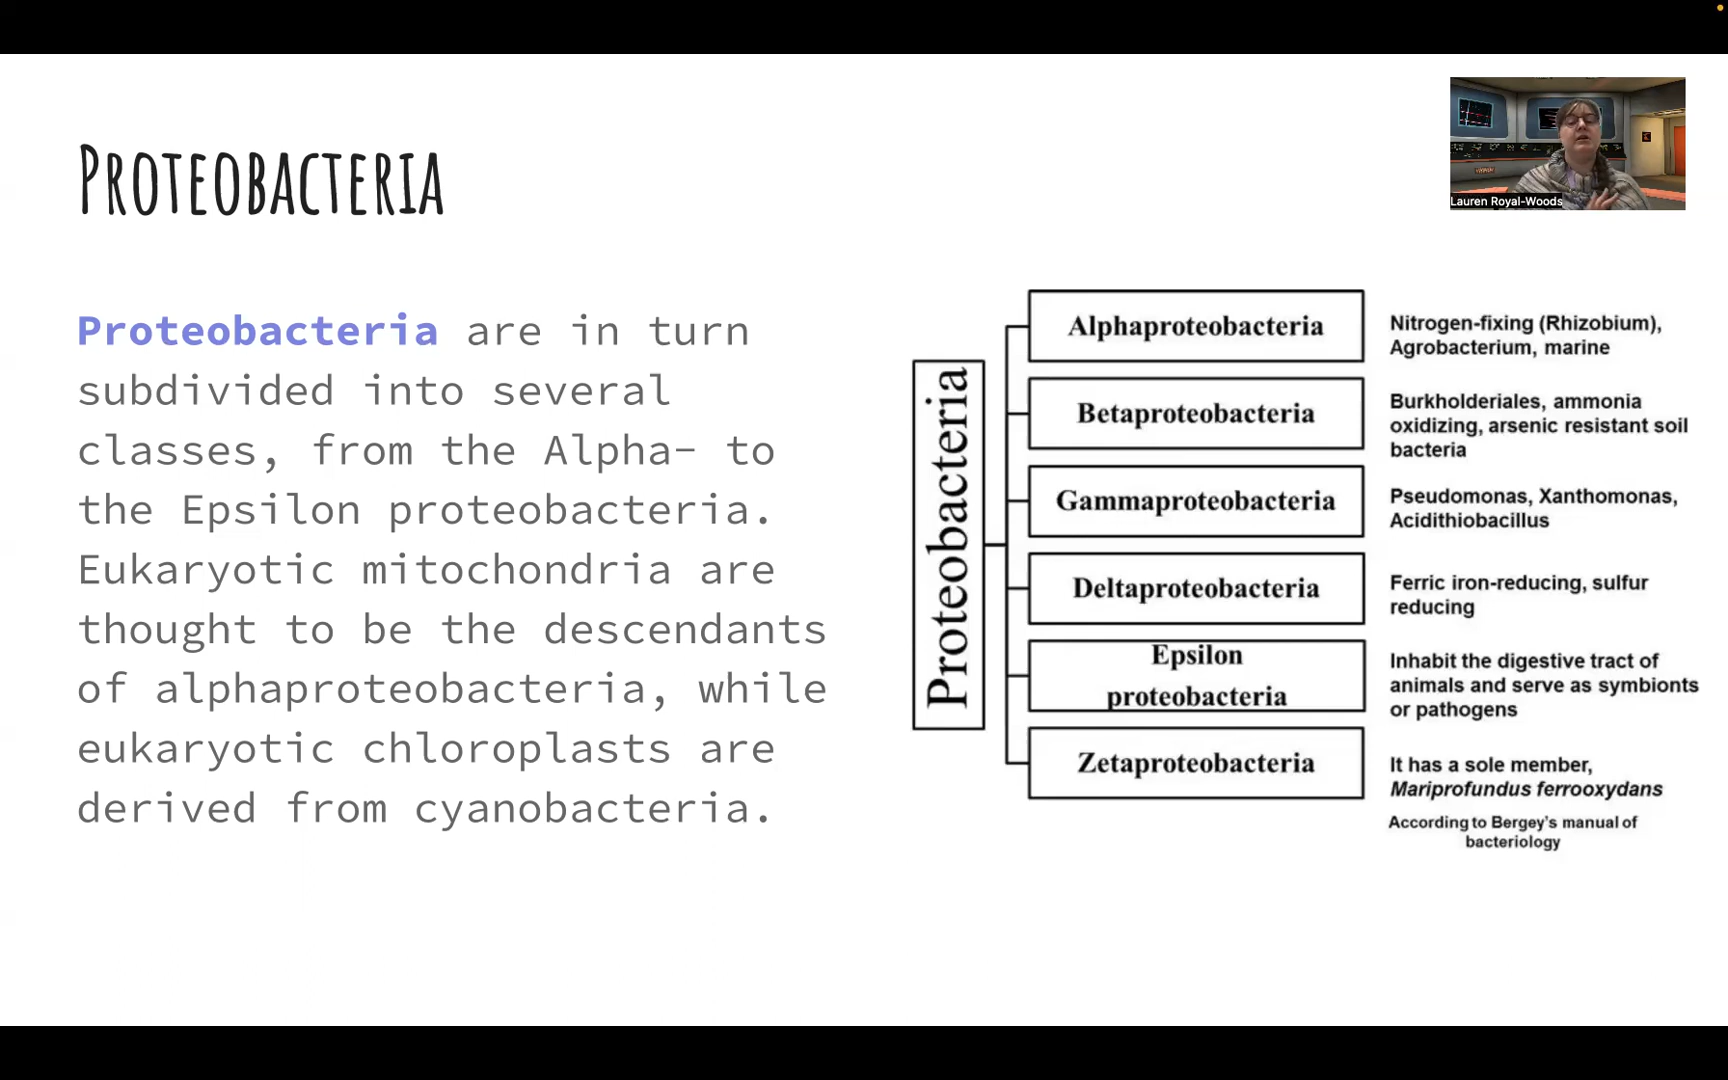 Proteobacteria
Lauren Royal-Woods
Proteobacteria are in turn
subdivided into several
classes, from the Alpha- to
the Epsilon proteobacteria.
Eukaryotic mitochondria are
thought to be the descendants
of alphaproteobacteria, while
eukaryotic chloroplasts are
derived from cyanobacteria.
Proteobacteria
Alphaproteobacteria
Nitrogen-fixing (Rhizobium),
Agrobacterium, marine
Betaproteobacteria
Burkholderiales, ammonia
oxidizing, arsenic resistant soil
bacteria
Gammaproteobacteria
Pseudomonas, Xanthomonas,
Acidithiobacillus
Deltaproteobacteria
Ferric iron-reducing, sulfur
reducing
Epsilon
proteobacteria
Inhabit the digestive tract of
animals and serve as symbionts
or pathogens
Zetaproteobacteria
It has a sole member,
Mariprofundus ferrooxydans
According to Bergey's manual of
bacteriology